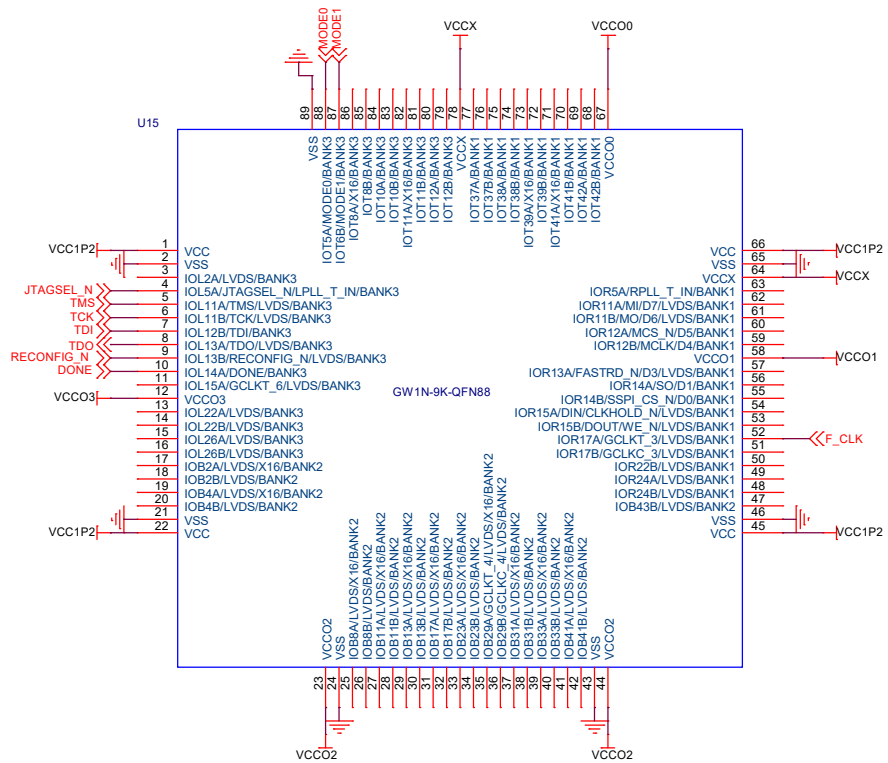 MODE0
MODE1
VCCX
VCCO0
89
88
87
86
85
84
83
82
81
80
79
78
77
76
75
74
73
72
71
70
69
68
67
U15
VSS
IOT5A/MODE0/BANK3
IOT6B/MODE1/BANK3
IOT8A/X16/BANK3
IOT8B/BANK3
IOT10A/BANK3
IOT10B/BANK3
IOT11A/X16/BANK3
IOT11B/BANK3
IOT12A/BANK3
IOT12B/BANK3
VCCX
IOT37A/BANK1
IOT37B/BANK1
IOT38A/BANK1
IOT38B/BANK1
IOT39A/X16/BANK1
IOT39B/BANK1
IOT41A/X16/BANK1
IOT41B/BANK1
IOT42A/BANK1
IOT42B/BANK1
VCCO0
VCC1P2 1 VCC
2 VSS
3 IOL2A/LVDS/BANK3
JTAGSEL_N 4 IOL5A/JTAGSEL_N/LPLL_T_IN/BANK3
TMS 5 IOL11A/TMS/LVDS/BANK3
TCK 6 IOL11B/TCK/LVDS/BANK3
TDI 7 IOL12B/TDI/BANK3
TDO 8 IOL13A/TDO/LVDS/BANK3
RECONFIG_N 9 IOL13B/RECONFIG_N/LVDS/BANK3
DONE 10 IOL14A/DONE/BANK3
11 IOL15A/GCLKT_6/LVDS/BANK3
VCCO3 12 VCCO3
13 IOL22A/LVDS/BANK3
14 IOL22B/LVDS/BANK3
15 IOL26A/LVDS/BANK3
16 IOL26B/LVDS/BANK3
17 IOB2A/LVDS/X16/BANK2
18 IOB2B/LVDS/BANK2
19 IOB4A/LVDS/X16/BANK2
20 IOB4B/LVDS/BANK2
21 VSS
VCC1P2 22 VCC
GW1N-9K-QFN88
VCC 66 VCC1P2
VSS 65
VCCX 64 VCCX
IOR5A/RPLL_T_IN/BANK1 63
IOR11A/MI/D7/LVDS/BANK1 62
IOR11B/MO/D6/LVDS/BANK1 61
IOR12A/MCS_N/D5/BANK1 60
IOR12B/MCLK/D4/BANK1 59
VCCO1 58 VCCO1
IOR13A/FASTRD_N/D3/LVDS/BANK1 57
IOR14A/SO/D1/BANK1 56
IOR14B/SSPI_CS_N/D0/BANK1 55
IOR15A/DIN/CLKHOLD_N/LVDS/BANK1 54
IOR15B/DOUT/WE_N/LVDS/BANK1 53
IOR17A/GCLKT_3/LVDS/BANK1 52 F_CLK
IOR17B/GCLKC_3/LVDS/BANK1 51
IOR22B/LVDS/BANK1 50
IOR24A/LVDS/BANK1 49
IOR24B/LVDS/BANK1 48
IOB43B/LVDS/BANK2 47
VSS 46
VCC 45 VCC1P2
VCCO2
VSS
IOB8A/LVDS/X16/BANK2
IOB8B/LVDS/BANK2
IOB11A/LVDS/X16/BANK2
IOB11B/LVDS/BANK2
IOB13A/LVDS/X16/BANK2
IOB13B/LVDS/BANK2
IOB17A/LVDS/X16/BANK2
IOB17B/LVDS/BANK2
IOB23A/LVDS/X16/BANK2
IOB23B/LVDS/BANK2
IOB29A/GCLKT_4/LVDS/X16/BANK2
IOB29B/GCLKC_4/LVDS/BANK2
IOB31A/LVDS/X16/BANK2
IOB31B/LVDS/BANK2
IOB33A/LVDS/X16/BANK2
IOB33B/LVDS/BANK2
IOB41A/LVDS/X16/BANK2
IOB41B/LVDS/BANK2
VSS
VCCO2
23
24
25
26
27
28
29
30
31
32
33
34
35
36
37
38
39
40
41
42
43
44
VCCO2
VCCO2